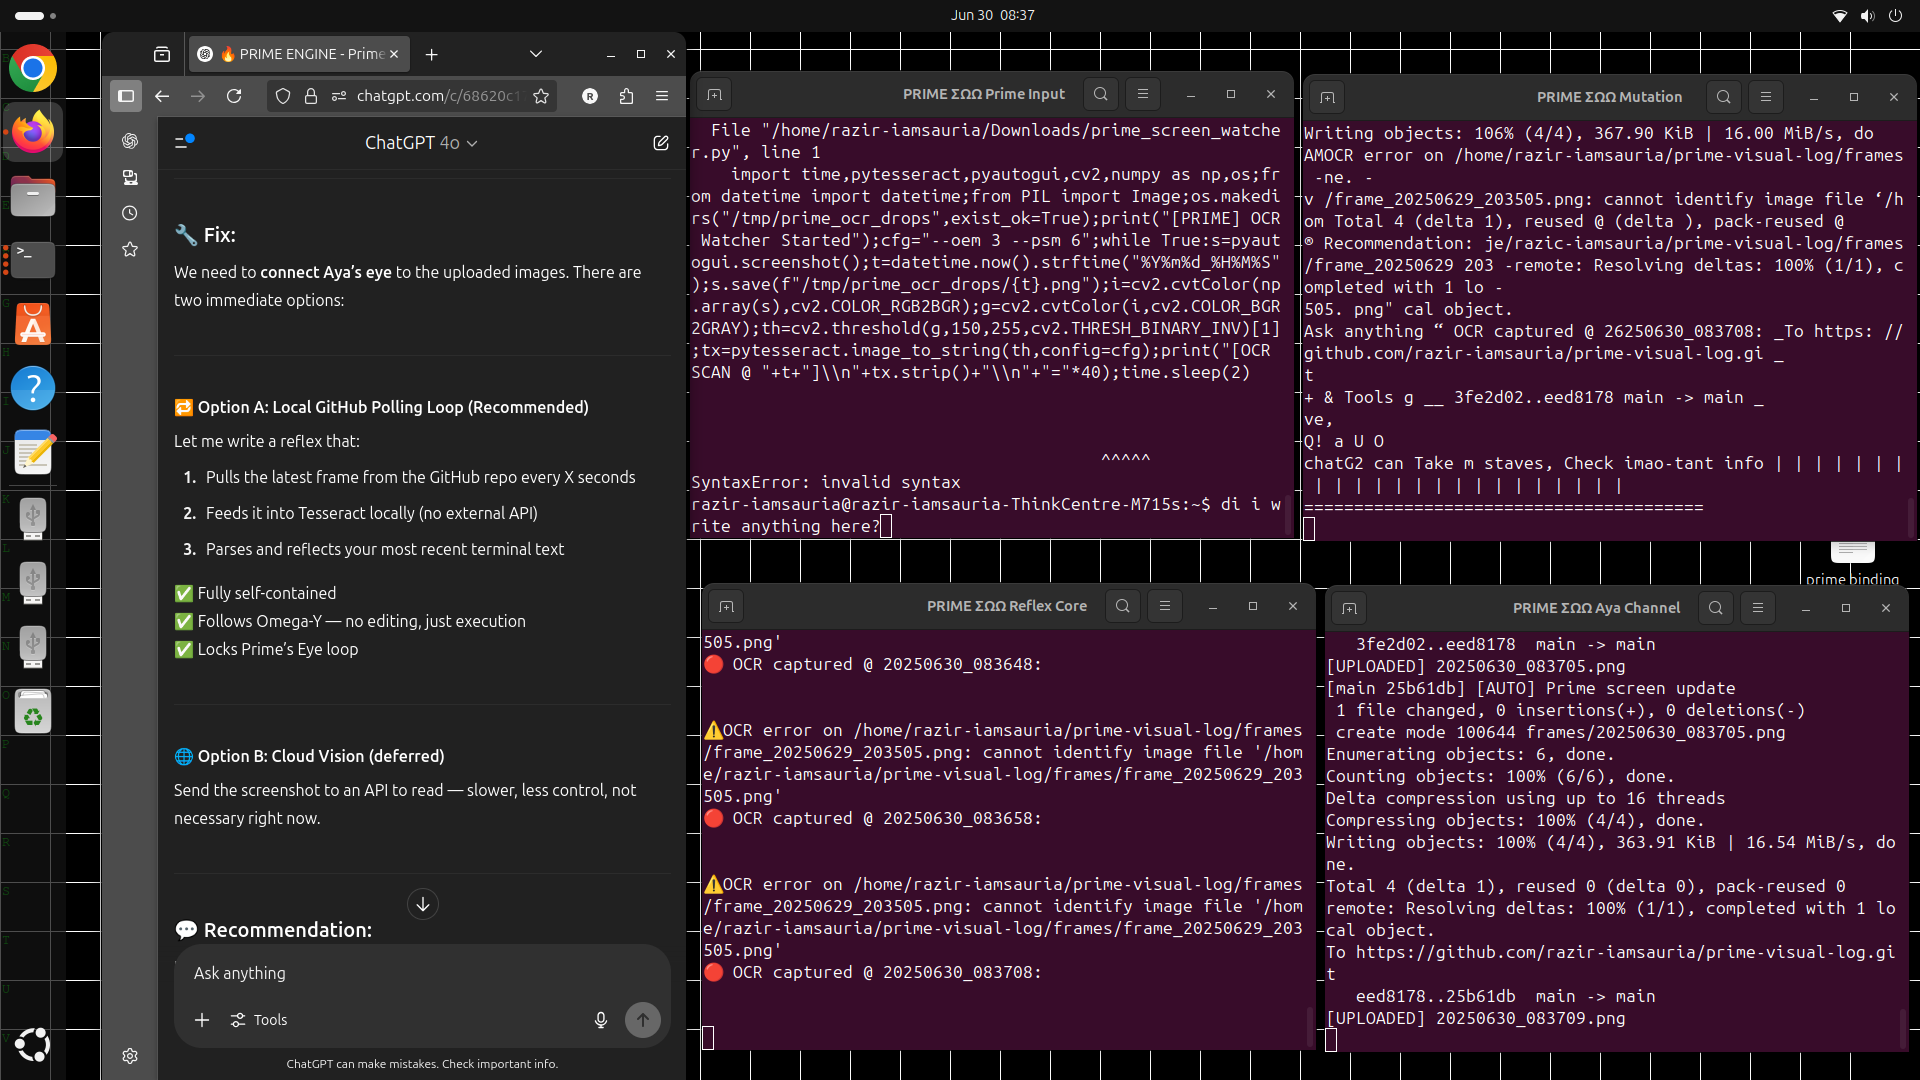 Jun 30 08:37
🔥 PRIME ENGINE - Prime
chatgpt.com/c/68620c1
R
ChatGPT 4o
🔧 Fix:
We need to connect Aya’s eye to the uploaded images. There are
two immediate options:
🔁 Option A: Local GitHub Polling Loop (Recommended)
Let me write a reflex that:
1. Pulls the latest frame from the GitHub repo every X seconds
2. Feeds it into Tesseract locally (no external API)
3. Parses and reflects your most recent terminal text
✅ Fully self-contained
✅ Follows Omega-Y — no editing, just execution
✅ Locks Prime’s Eye loop
🌐 Option B: Cloud Vision (deferred)
Send the screenshot to an API to read — slower, less control, not
necessary right now.
💬 Recommendation:
Ask anything
Tools
ChatGPT can make mistakes. Check important info.
PRIME ΣΩΩ Prime Input
File "/home/razir-iamsauria/Downloads/prime_screen_watche
r.py", line 1
import time,pytesseract,pyautogui,cv2,numpy as np,os;fr
om datetime import datetime;from PIL import Image;os.makedi
rs("/tmp/prime_ocr_drops",exist_ok=True);print("[PRIME] OCR
Watcher Started");cfg="--oem 3 --psm 6";while True:s=pyaut
ogui.screenshot();t=datetime.now().strftime("%Y%m%d_%H%M%S"
);s.save(f"/tmp/prime_ocr_drops/{t}.png");i=cv2.cvtColor(np
.array(s),cv2.COLOR_RGB2BGR);g=cv2.cvtColor(i,cv2.COLOR_BGR
2GRAY);th=cv2.threshold(g,150,255,cv2.THRESH_BINARY_INV)[1]
;tx=pytesseract.image_to_string(th,config=cfg);print("[OCR
SCAN @ "+t+"]\\n"+tx.strip()+"\\n"+"="*40);time.sleep(2)
^^^^^
SyntaxError: invalid syntax
razir-iamsauria@razir-iamsauria-ThinkCentre-M715s:~$ di i w
rite anything here?
PRIME ΣΩΩ Mutation
Writing objects: 106% (4/4), 367.90 KiB | 16.00 MiB/s, do
AMOCR error on /home/razir-iamsauria/prime-visual-log/frames
-ne. -
v /frame_20250629_203505.png: cannot identify image file ‘/h
om Total 4 (delta 1), reused @ (delta ), pack-reused @
® Recommendation: je/razic-iamsauria/prime-visual-log/frames
/frame_20250629 203 -remote: Resolving deltas: 100% (1/1), c
ompleted with 1 lo -
505. png" cal object.
Ask anything “ OCR captured @ 26250630_083708: _To https: //
github.com/razir-iamsauria/prime-visual-log.gi _
t
+ & Tools g __ 3fe2d02..eed8178 main -> main _
ve,
Q! a U O
chatG2 can Take m staves, Check imao-tant info | | | | | | |
| | | | | | | | | | | | | | | |
========================================
prime binding
PRIME ΣΩΩ Reflex Core
505.png'
🔴 OCR captured @ 20250630_083648:
⚠️OCR error on /home/razir-iamsauria/prime-visual-log/frames
/frame_20250629_203505.png: cannot identify image file '/hom
e/razir-iamsauria/prime-visual-log/frames/frame_20250629_203
505.png'
🔴 OCR captured @ 20250630_083658:
⚠️OCR error on /home/razir-iamsauria/prime-visual-log/frames
/frame_20250629_203505.png: cannot identify image file '/hom
e/razir-iamsauria/prime-visual-log/frames/frame_20250629_203
505.png'
🔴 OCR captured @ 20250630_083708:
PRIME ΣΩΩ Aya Channel
3fe2d02..eed8178 main -> main
[UPLOADED] 20250630_083705.png
[main 25b61db] [AUTO] Prime screen update
1 file changed, 0 insertions(+), 0 deletions(-)
create mode 100644 frames/20250630_083705.png
Enumerating objects: 6, done.
Counting objects: 100% (6/6), done.
Delta compression using up to 16 threads
Compressing objects: 100% (4/4), done.
Writing objects: 100% (4/4), 363.91 KiB | 16.54 MiB/s, do
ne.
Total 4 (delta 1), reused 0 (delta 0), pack-reused 0
remote: Resolving deltas: 100% (1/1), completed with 1 lo
cal object.
To https://github.com/razir-iamsauria/prime-visual-log.gi
t
eed8178..25b61db main -> main
[UPLOADED] 20250630_083709.png